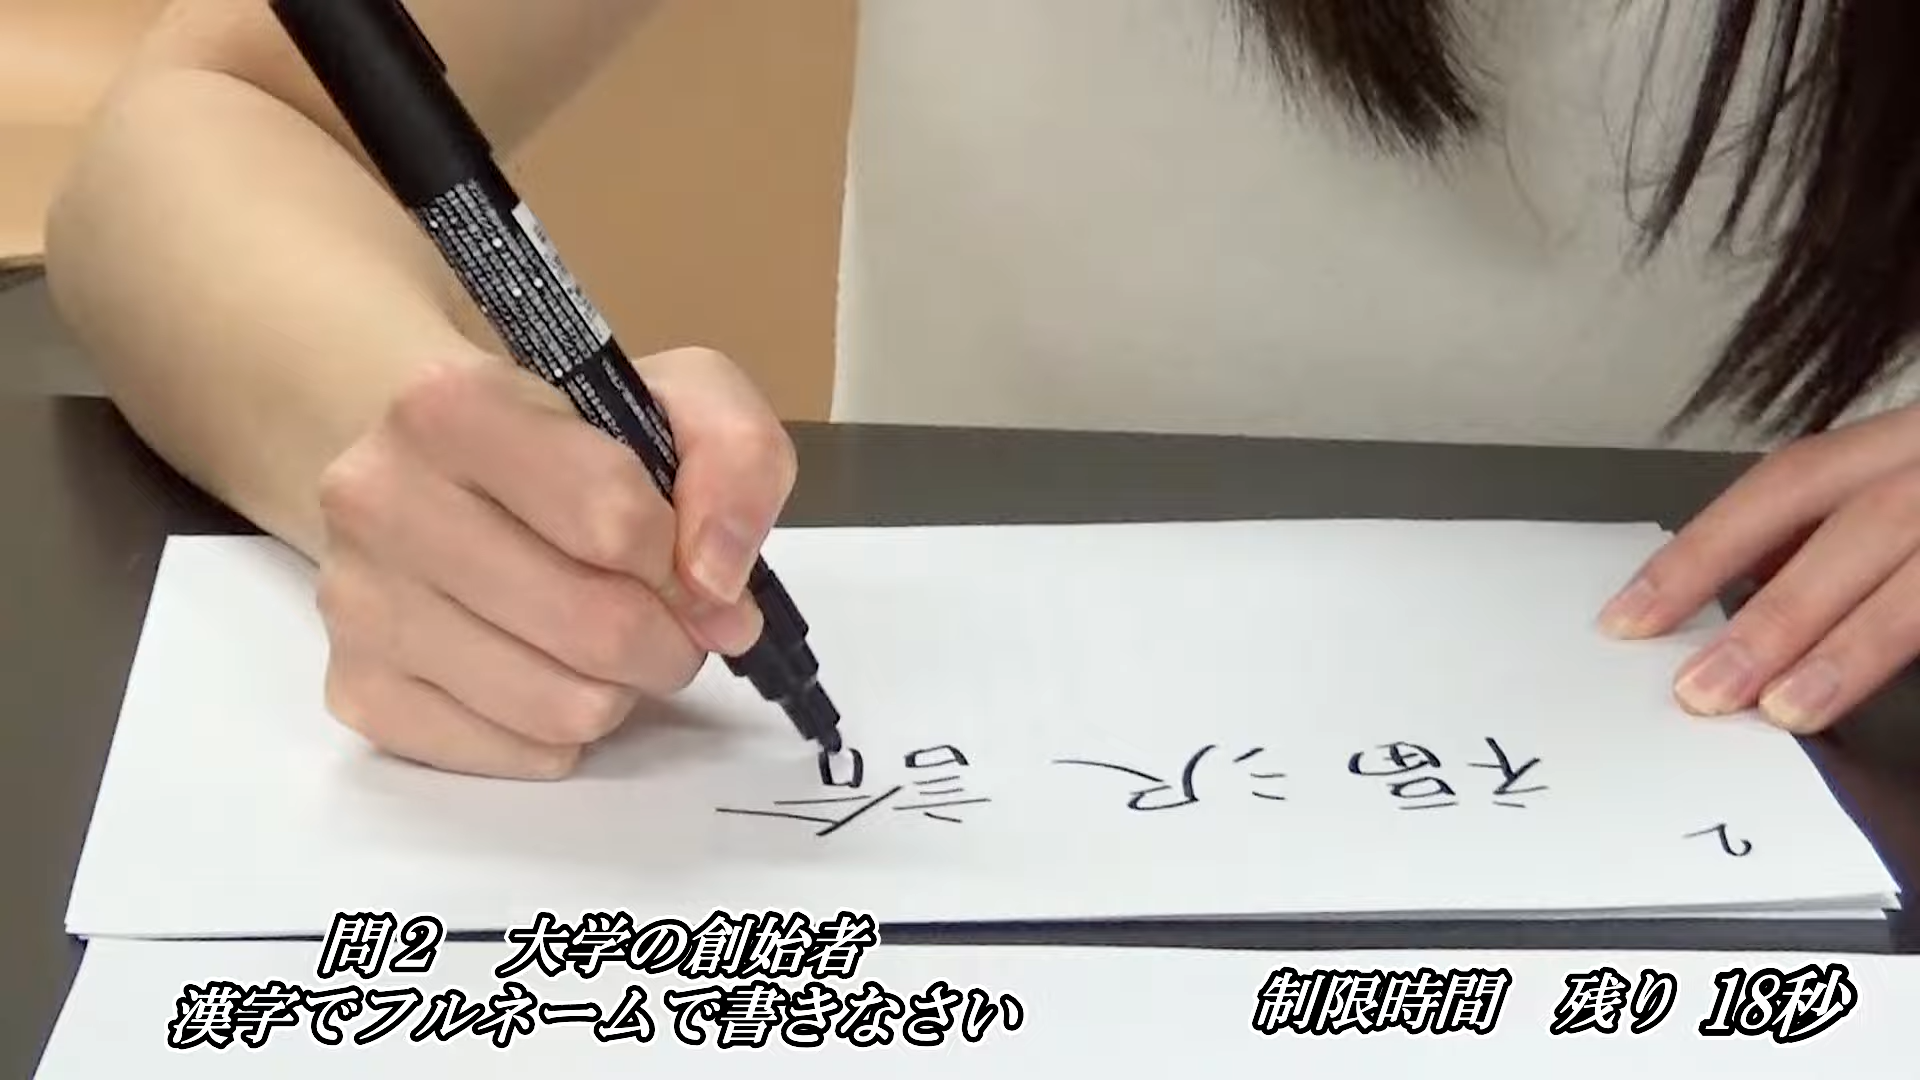 2
福沢
問2 大学の創始者
漢字でフルネームで書きなさい
制限時間 残り 18秒